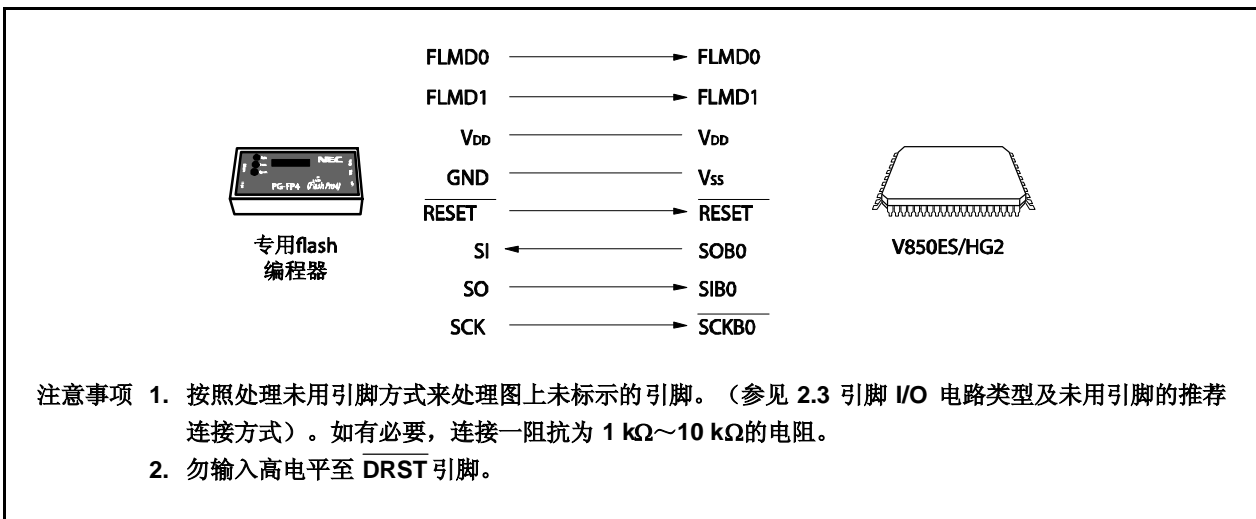 FLMD0 FLMD0
FLMD1 FLMD1
VDD VDD
GND VSS
RESET RESET
SI SOB0
SO SIB0
SCK SCKB0
NEC
PG-FP4
专用flash
编程器
V850ES/HG2
注意事项 1. 按照处理未用引脚方式来处理图上未标示的引脚。（参见 2.3 引脚 I/O 电路类型及未用引脚的推荐
连接方式）。如有必要，连接一阻抗为 1 kΩ～10 kΩ的电阻。
2. 勿输入高电平至 DRST 引脚。